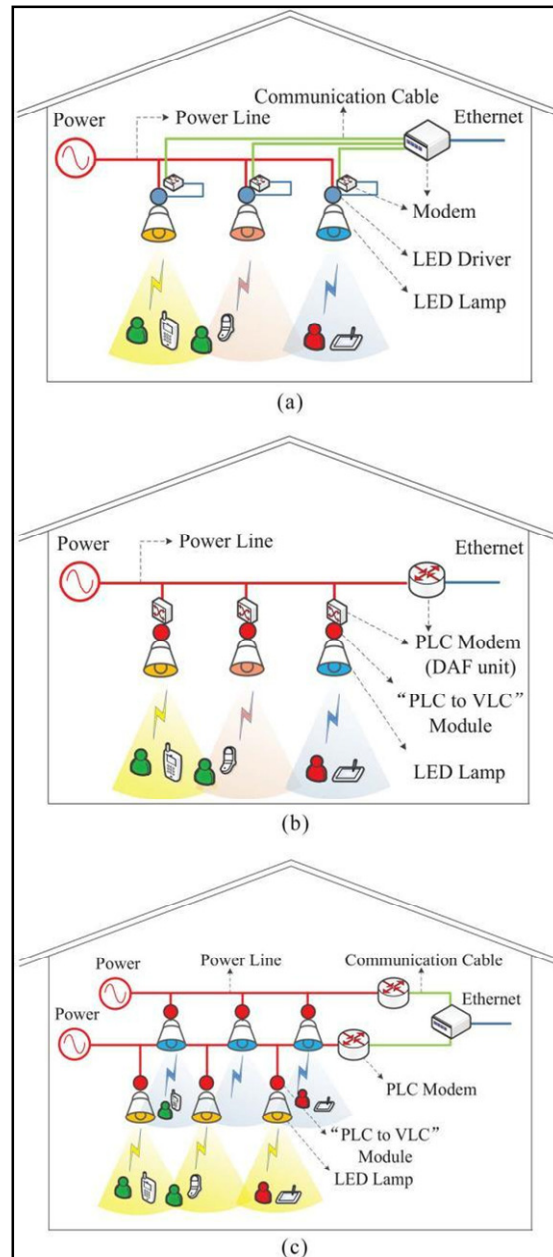 Communication Cable
Power
Power Line
Ethernet
Modem
LED Driver
LED Lamp
(a)
Power
Power Line
Ethernet
PLC Modem
(DAF unit)
“PLC to VLC”
Module
LED Lamp
(b)
Power
Power Line
Communication Cable
Power
Ethernet
PLC Modem
“PLC to VLC”
Module
LED Lamp
(c)